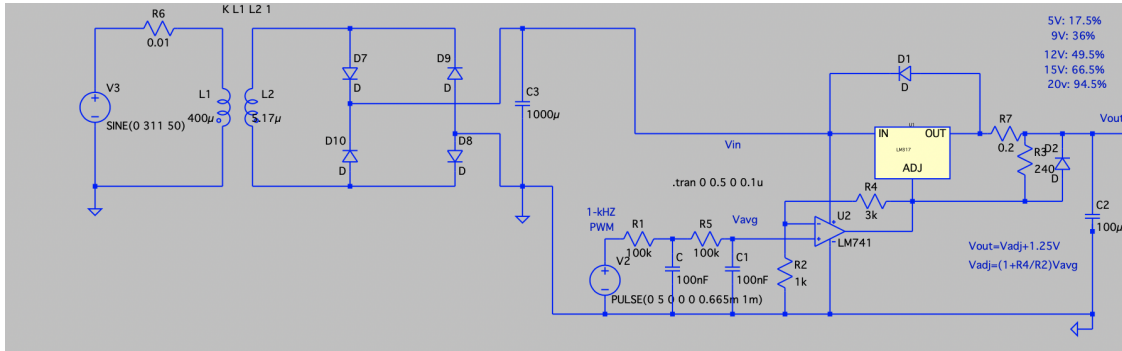 K L1 L2 1
R6
0.01
V3
SINE(0 311 50)
L1
400µ
L2
5.17µ
D7
D
D9
D
D10
D
D8
D
C3
1000µ
Vin
.tran 0 0.5 0 0.1u
1-kHZ
PWM
V2
PULSE(0 5 0 0 0 0.665m 1m)
R1
100k
C
100nF
R5
100k
Vavg
C1
100nF
R2
1k
R4
3k
U2
LM741
D1
D
U1
LM317
IN
OUT
ADJ
R7
0.2
R3
240
D2
D
Vout
C2
100µ
Vout=Vadj+1.25V
Vadj=(1+R4/R2)Vavg
5V: 17.5%
9V: 36%
12V: 49.5%
15V: 66.5%
20v: 94.5%